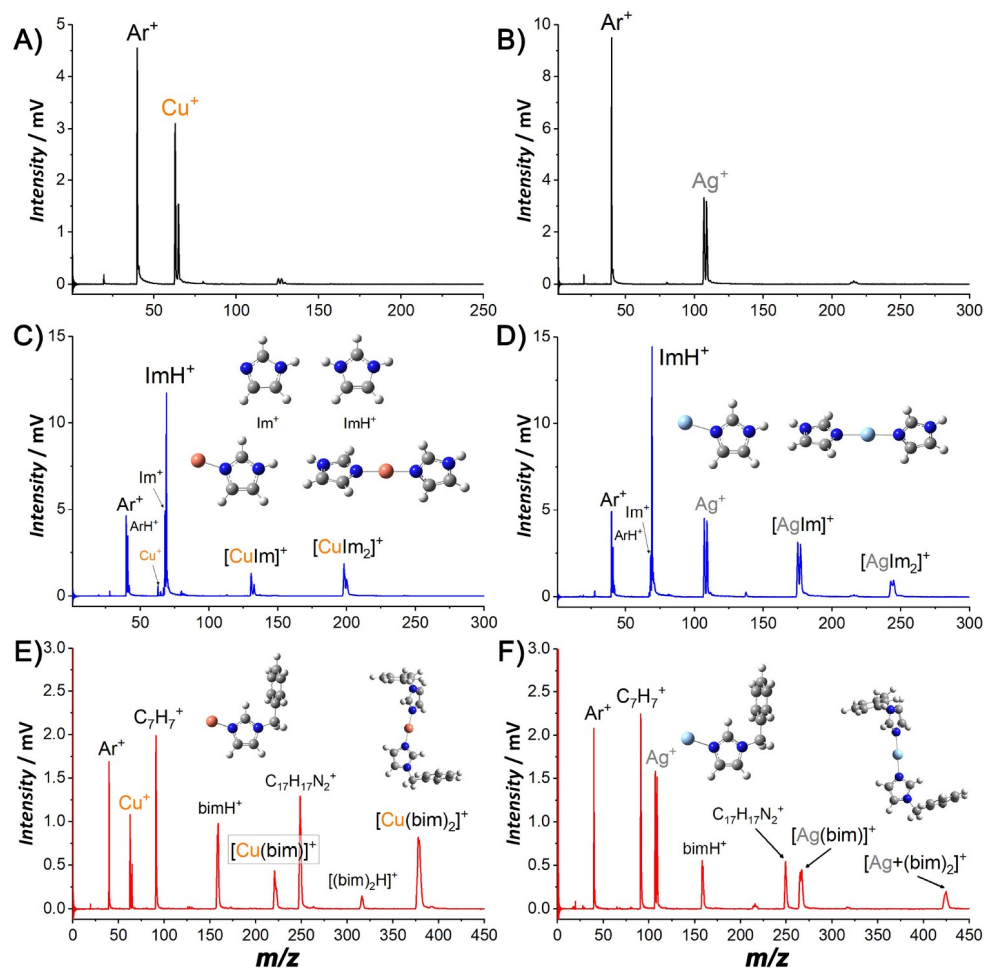 A)
Intensity / mV
5
4
3
2
1
0
Ar⁺
Cu⁺
50 100 150 200 250
B)
Intensity / mV
10
8
6
4
2
0
Ar⁺
Ag⁺
50 100 150 200 250 300
C)
Intensity / mV
15
10
5
0
ImH⁺
Im⁺ ImH⁺
Im⁺
Ar⁺
ArH⁺
Cu⁺
[CuIm]⁺
[CuIm₂]⁺
50 100 150 200 250 300
D)
Intensity / mV
15
10
5
0
ImH⁺
Ar⁺
Im⁺
ArH⁺
Ag⁺
[AgIm]⁺
[AgIm₂]⁺
50 100 150 200 250 300
E)
Intensity / mV
3.0
2.5
2.0
1.5
1.0
0.5
0.0
C₇H₇⁺
Ar⁺
Cu⁺
bimH⁺
[Cu(bim)]⁺
C₁₇H₁₇N₂⁺
[(bim)₂H]⁺
[Cu(bim)₂]⁺
0 50 100 150 200 250 300 350 400 450
m/z
F)
Intensity / mV
3.0
2.5
2.0
1.5
1.0
0.5
0.0
C₇H₇⁺
Ar⁺
Ag⁺
bimH⁺
C₁₇H₁₇N₂⁺
[Ag(bim)]⁺
[Ag+(bim)₂]⁺
0 50 100 150 200 250 300 350 400 450
m/z